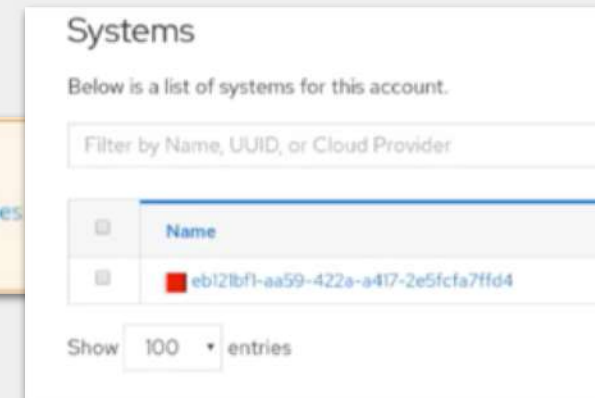 Systems
Below is a list of systems for this account.
Filter by Name, UUID, or Cloud Provider
es
Name
eb121bf1-aa59-422a-a417-2e5fcfa7ffd4
Show 100 entries